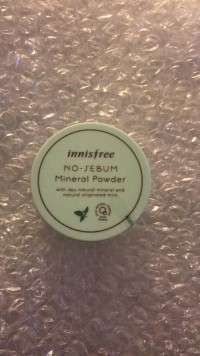 innisfree
NO-SEBUM
Mineral Powder
with Jeju natural mineral and
natural originated mint